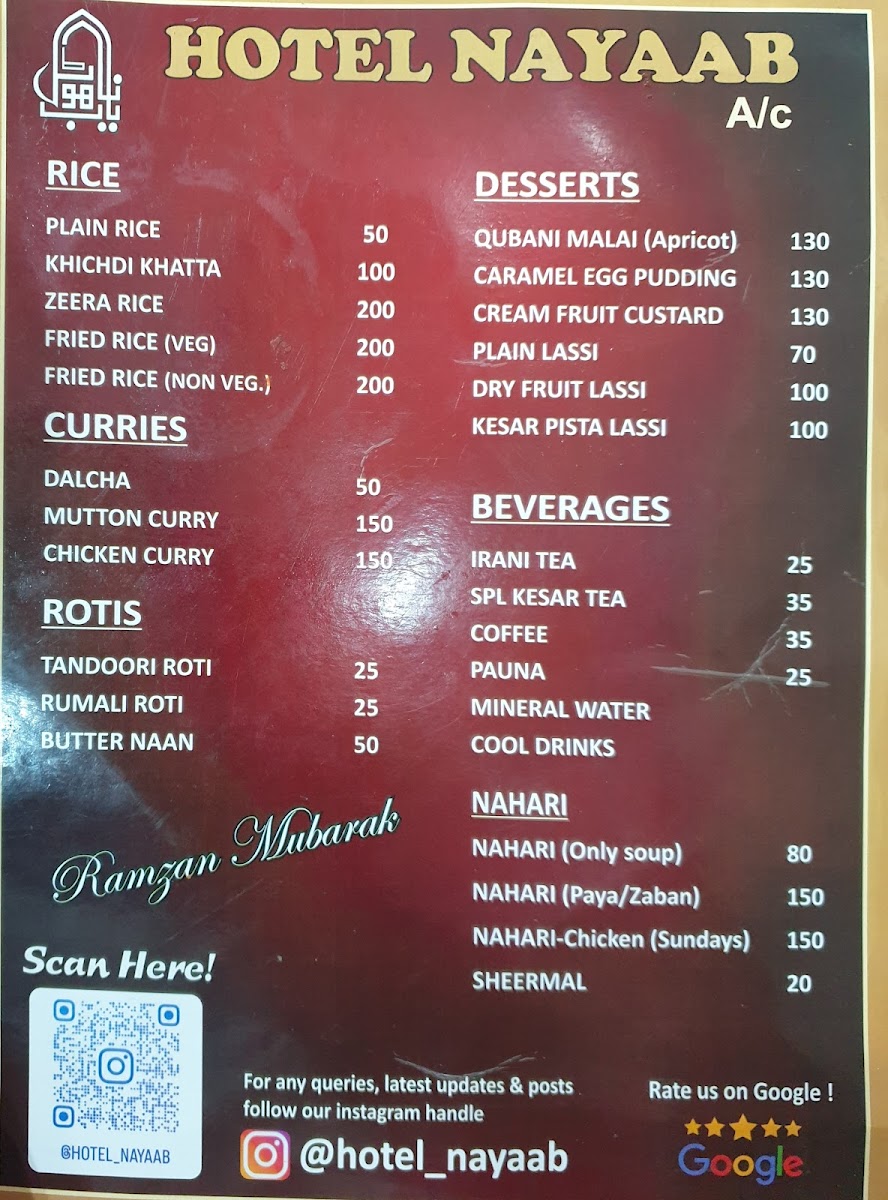 HOTEL NAYAAB
A/c
RICE
PLAIN RICE 50
KHICHDI KHATTA 100
ZEERA RICE 200
FRIED RICE (VEG) 200
FRIED RICE (NON VEG.) 200
CURRIES
DALCHA 50
MUTTON CURRY 150
CHICKEN CURRY 150
ROTIS
TANDOORI ROTI 25
RUMALI ROTI 25
BUTTER NAAN 50
Ramzan Mubarak
Scan Here!
@HOTEL_NAYAAB
DESSERTS
QUBANI MALAI (Apricot) 130
CARAMEL EGG PUDDING 130
CREAM FRUIT CUSTARD 130
PLAIN LASSI 70
DRY FRUIT LASSI 100
KESAR PISTA LASSI 100
BEVERAGES
IRANI TEA 25
SPL KESAR TEA 35
COFFEE 35
PAUNA 25
MINERAL WATER
COOL DRINKS
NAHARI
NAHARI (Only soup) 80
NAHARI (Paya/Zaban) 150
NAHARI-Chicken (Sundays) 150
SHEERMAL 20
For any queries, latest updates & posts
follow our instagram handle
@hotel_nayaab
Rate us on Google !
Google